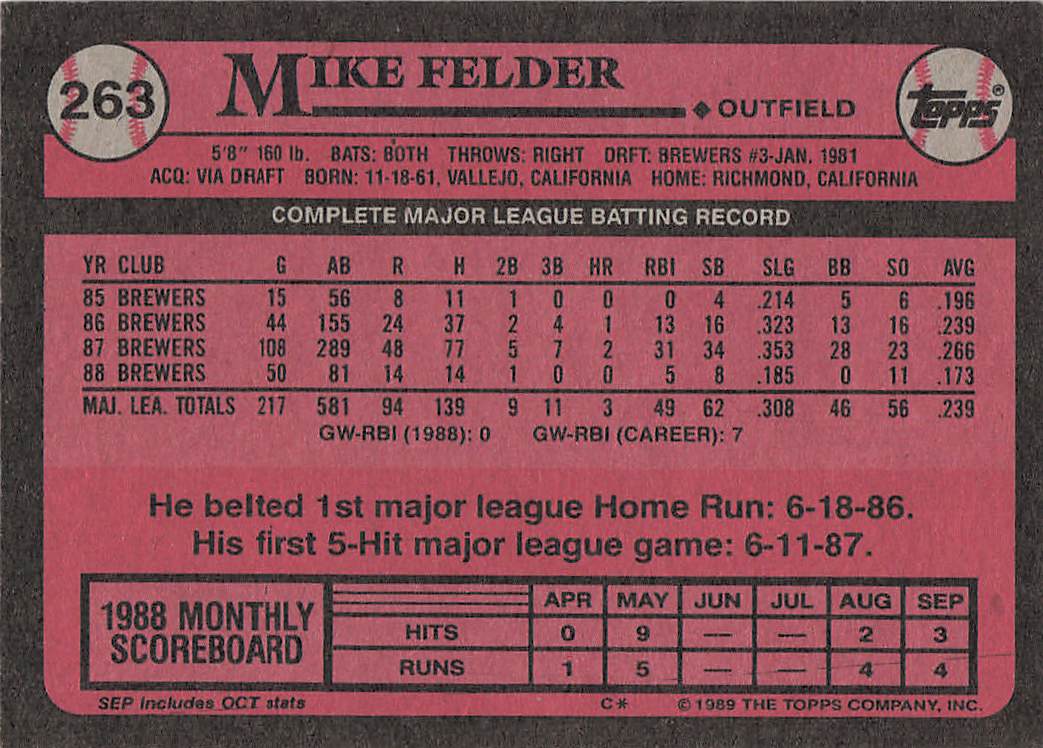 263
MIKE FELDER
◆ OUTFIELD
TOPPS®
5'8" 160 lb. BATS: BOTH THROWS: RIGHT DRFT: BREWERS #3-JAN. 1981
ACQ: VIA DRAFT BORN: 11-18-61, VALLEJO, CALIFORNIA HOME: RICHMOND, CALIFORNIA
COMPLETE MAJOR LEAGUE BATTING RECORD
YR CLUB G AB R H 2B 3B HR RBI SB SLG BB SO AVG
85 BREWERS 15 56 8 11 1 0 0 0 4 .214 5 6 .196
86 BREWERS 44 155 24 37 2 4 1 13 16 .323 13 16 .239
87 BREWERS 108 289 48 77 5 7 2 31 34 .353 28 23 .266
88 BREWERS 50 81 14 14 1 0 0 5 8 .185 0 11 .173
MAJ. LEA. TOTALS 217 581 94 139 9 11 3 49 62 .308 46 56 .239
GW-RBI (1988): 0 GW-RBI (CAREER): 7
He belted 1st major league Home Run: 6-18-86.
His first 5-Hit major league game: 6-11-87.
1988 MONTHLY
SCOREBOARD
APR MAY JUN JUL AUG SEP
HITS 0 9 — — 2 3
RUNS 1 5 — — 4 4
SEP includes OCT stats C* © 1989 THE TOPPS COMPANY, INC.